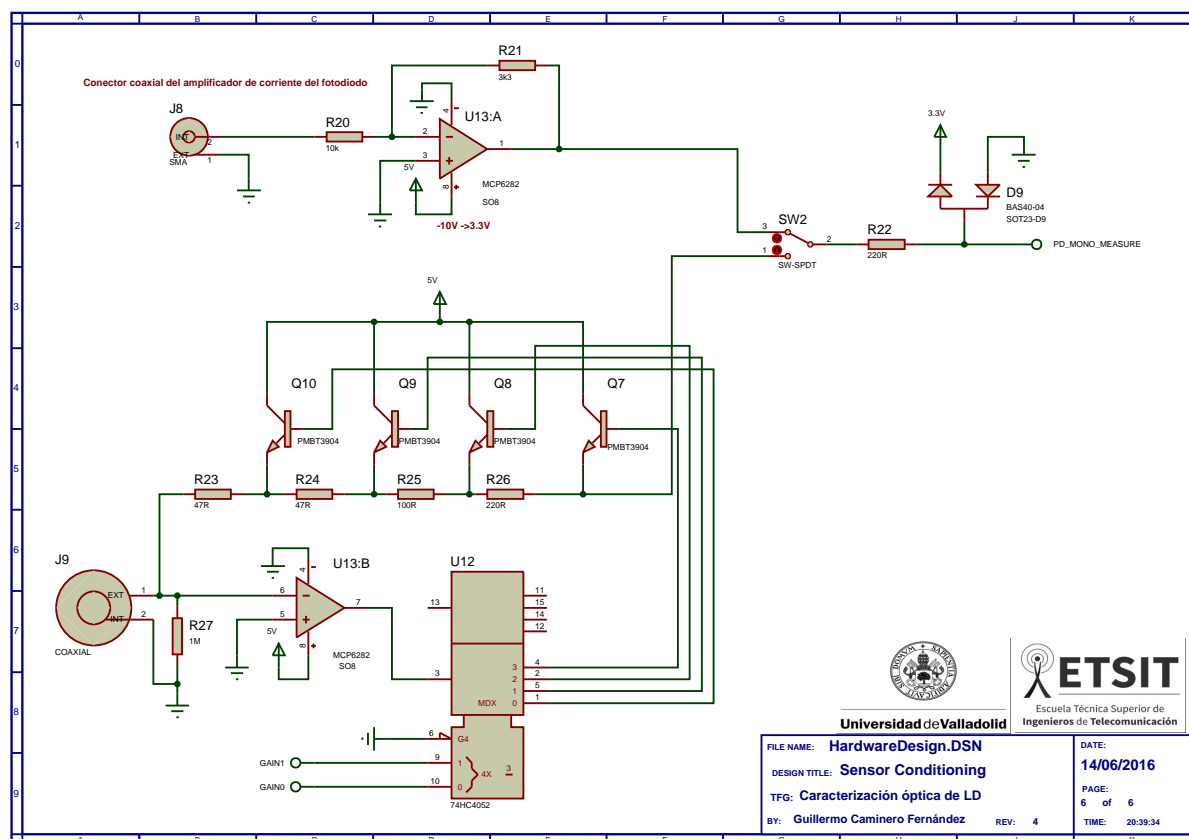 A B C D E F G H J K
0
1
2
3
4
5
6
7
8
9
Conector coaxial del amplificador de corriente del fotodiodo
J8
INT
2
EXT
1
SMA
R20
10k
R21
3k3
U13:A
4
2
3
1
8
5V
MCP6282
SO8
-10V ->3.3V
3.3V
D9
BAS40-04
SOT23-D9
SW2
3
1
2
SW-SPDT
R22
220R
PD_MONO_MEASURE
5V
Q10
PMBT3904
Q9
PMBT3904
Q8
PMBT3904
Q7
PMBT3904
R23
47R
R24
47R
R25
100R
R26
220R
J9
EXT
1
INT
2
COAXIAL
R27
1M
U13:B
4
6
5
7
8
5V
MCP6282
SO8
U12
13
11
15
14
12
3
MDX
3 4
2 2
1 5
0 1
6 G4
GAIN1 9 1
4X 3
GAIN0 10 0
74HC4052
SIGILLUM
SAPIENTIA
AEDIFICAVIT SIBI DOMUM
Universidad de Valladolid
ETSIT
Escuela Técnica Superior de
Ingenieros de Telecomunicación
FILE NAME: HardwareDesign.DSN
DESIGN TITLE: Sensor Conditioning
TFG: Caracterización óptica de LD
BY: Guillermo Caminero Fernández REV: 4
DATE:
14/06/2016
PAGE:
6 of 6
TIME: 20:39:34
A B C D E F G H J K